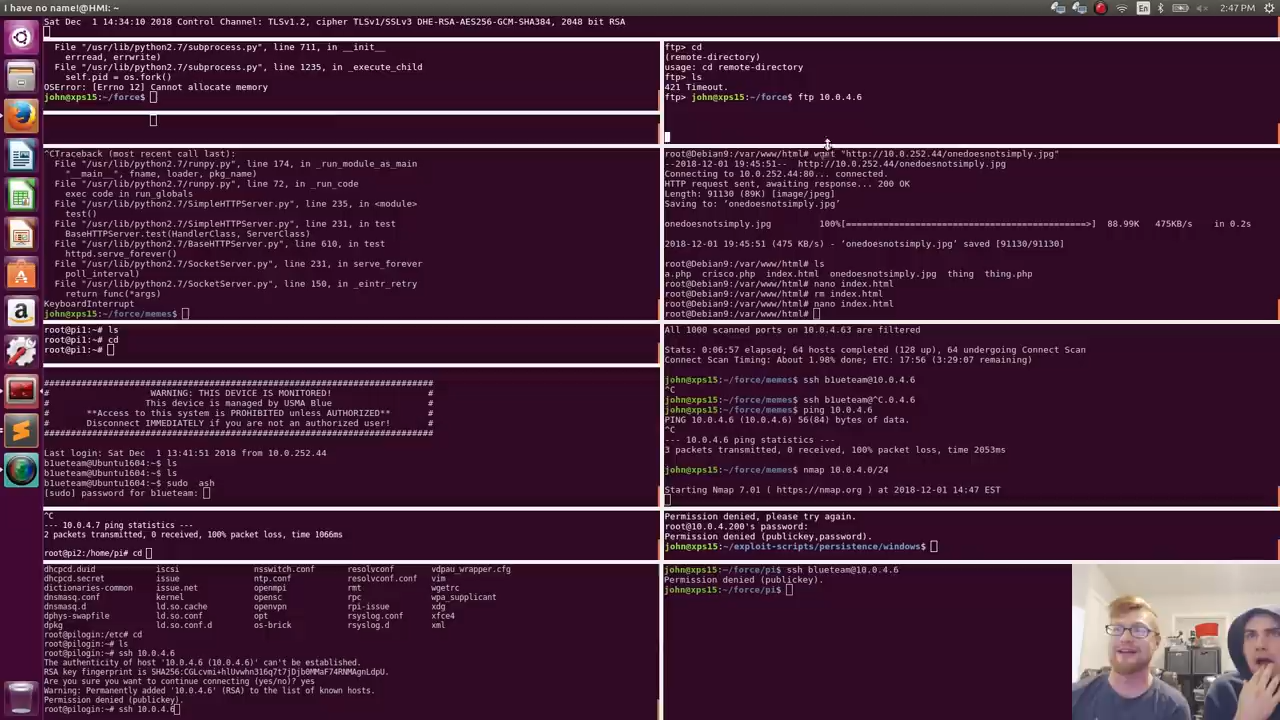 I have no name!@HMI: ~
En
2:47 PM
Sat Dec  1 14:34:10 2018 Control Channel: TLSv1.2, cipher TLSv1/SSLv3 DHE-RSA-AES256-GCM-SHA384, 2048 bit RSA
File "/usr/lib/python2.7/subprocess.py", line 711, in __init__
errread, errwrite)
File "/usr/lib/python2.7/subprocess.py", line 1235, in _execute_child
self.pid = os.fork()
OSError: [Errno 12] Cannot allocate memory
john@xps15:~/force$
ftp> cd
(remote-directory)
usage: cd remote-directory
ftp> ls
421 Timeout.
ftp> john@xps15:~/force$ ftp 10.0.4.6
^CTraceback (most recent call last):
File "/usr/lib/python2.7/runpy.py", line 174, in _run_module_as_main
"__main__", fname, loader, pkg_name)
File "/usr/lib/python2.7/runpy.py", line 72, in _run_code
exec code in run_globals
File "/usr/lib/python2.7/SimpleHTTPServer.py", line 235, in <module>
test()
File "/usr/lib/python2.7/SimpleHTTPServer.py", line 231, in test
BaseHTTPServer.test(HandlerClass, ServerClass)
File "/usr/lib/python2.7/BaseHTTPServer.py", line 610, in test
httpd.serve_forever()
File "/usr/lib/python2.7/SocketServer.py", line 231, in serve_forever
poll_interval)
File "/usr/lib/python2.7/SocketServer.py", line 150, in _eintr_retry
return func(*args)
KeyboardInterrupt
john@xps15:~/force/memes$
root@Debian9:/var/www/html# wget "http://10.0.252.44/onedoesnotsimply.jpg"
--2018-12-01 19:45:51--  http://10.0.252.44/onedoesnotsimply.jpg
Connecting to 10.0.252.44:80... connected.
HTTP request sent, awaiting response... 200 OK
Length: 91130 (89K) [image/jpeg]
Saving to: ‘onedoesnotsimply.jpg’
onedoesnotsimply.jpg          100%[================================================>]  88.99K   475KB/s    in 0.2s
2018-12-01 19:45:51 (475 KB/s) - ‘onedoesnotsimply.jpg’ saved [91130/91130]
root@Debian9:/var/www/html# ls
a.php  crisco.php  index.html  onedoesnotsimply.jpg  thing  thing.php
root@Debian9:/var/www/html# nano index.html
root@Debian9:/var/www/html# rm index.html
root@Debian9:/var/www/html# nano index.html
root@Debian9:/var/www/html#
root@pi1:~# ls
root@pi1:~# cd
root@pi1:~#
###############################################################################
#                    WARNING: THIS DEVICE IS MONITORED!                    #
#                   This device is managed by USMA Blue                   #
#       **Access to this system is PROHIBITED unless AUTHORIZED**       #
#       Disconnect IMMEDIATELY if you are not an authorized user!       #
###############################################################################
Last login: Sat Dec  1 13:41:51 2018 from 10.0.252.44
b1ueteam@Ubuntu1604:~$ ls
b1ueteam@Ubuntu1604:~$ ls
b1ueteam@Ubuntu1604:~$ sudo  ash
[sudo] password for b1ueteam:
All 1000 scanned ports on 10.0.4.63 are filtered
Stats: 0:06:57 elapsed; 64 hosts completed (128 up), 64 undergoing Connect Scan
Connect Scan Timing: About 1.98% done; ETC: 17:56 (3:29:07 remaining)
john@xps15:~/force/memes$ ssh b1ueteam@10.0.4.6
^C
john@xps15:~/force/memes$ ssh b1ueteam@^C.0.4.6
john@xps15:~/force/memes$ ping 10.0.4.6
PING 10.0.4.6 (10.0.4.6) 56(84) bytes of data.
^C
--- 10.0.4.6 ping statistics ---
3 packets transmitted, 0 received, 100% packet loss, time 2053ms
john@xps15:~/force/memes$ nmap 10.0.4.0/24
Starting Nmap 7.01 ( https://nmap.org ) at 2018-12-01 14:47 EST
^C
--- 10.0.4.7 ping statistics ---
2 packets transmitted, 0 received, 100% packet loss, time 1066ms
root@pi2:/home/pi# cd
Permission denied, please try again.
root@10.0.4.200's password:
Permission denied (publickey,password).
john@xps15:~/exploit-scripts/persistence/windows$
dhcpcd.duid  iscsi  nsswitch.conf  resolvconf  vdpau_wrapper.cfg
dhcpcd.secret  issue  ntp.conf  resolvconf.conf  vim
dictionaries-common  issue.net  openmpi  rmt  wgetrc
dnsmasq.conf  kernel  opensc  rpc  wpa_supplicant
dnsmasq.d  ld.so.cache  openvpn  rpi-issue  xdg
dphys-swapfile  ld.so.conf  opt  rsyslog.conf  xfce4
dpkg  ld.so.conf.d  os-brick  rsyslog.d  xml
root@pilogin:/etc# cd
root@pilogin:~# ls
root@pilogin:~# ssh 10.0.4.6
The authenticity of host '10.0.4.6 (10.0.4.6)' can't be established.
RSA key fingerprint is
Are you sure you want to continue connecting (yes/no)? yes
Warning: Permanently added '10.0.4.6' (RSA) to the list of known hosts.
Permission denied (publickey).
root@pilogin:~# ssh 10.0.4.6
john@xps15:~/force/pi$ ssh blueteam@10.0.4.6
Permission denied (publickey).
john@xps15:~/force/pi$